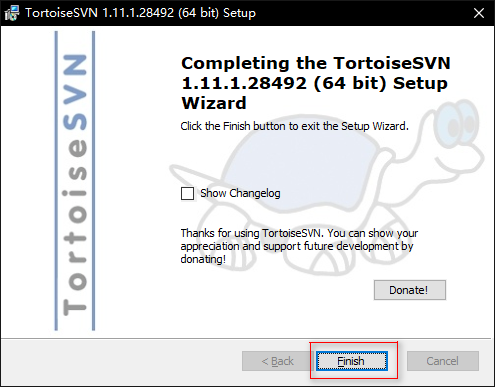 TortoiseSVN 1.11.1.28492 (64 bit) Setup
TortoiseSVN
Completing the TortoiseSVN
1.11.1.28492 (64 bit) Setup
Wizard
Click the Finish button to exit the Setup Wizard.
Show Changelog
Thanks for using TortoiseSVN. You can show your
appreciation and support future development by
donating!
Donate!
< Back
Finish
Cancel